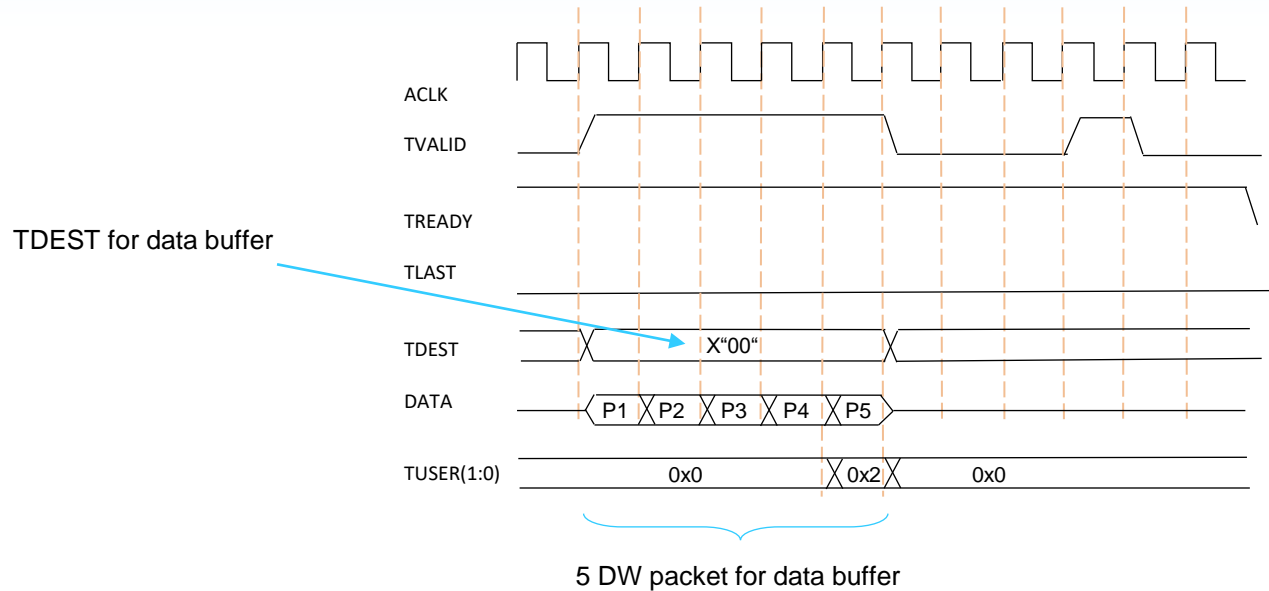 ACLK
TVALID
TREADY
TDEST for data buffer
TLAST
TDEST X“00“
DATA P1 P2 P3 P4 P5
TUSER(1:0) 0x0 0x2 0x0
5 DW packet for data buffer